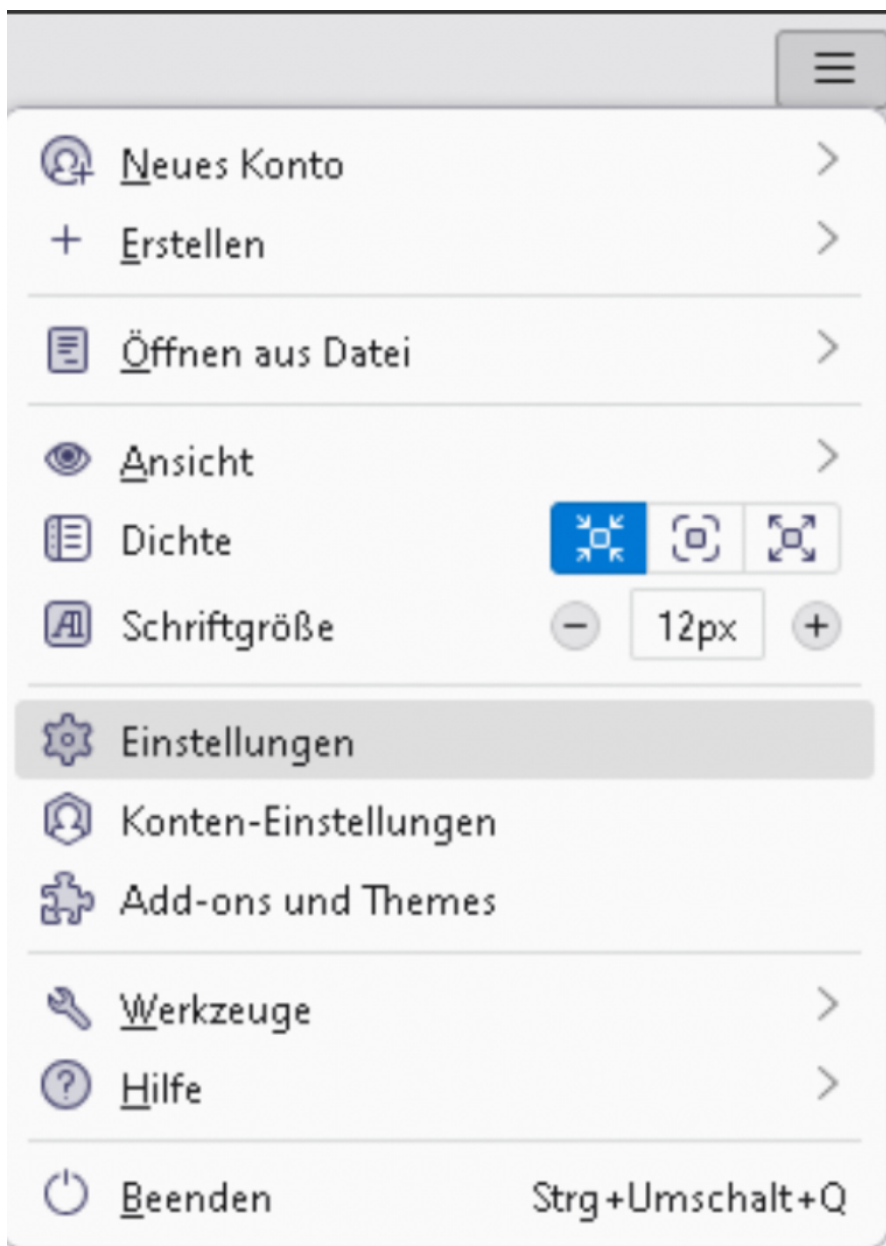 Neues Konto
Erstellen
Öffnen aus Datei
Ansicht
Dichte
Schriftgröße 12px
Einstellungen
Konten-Einstellungen
Add-ons und Themes
Werkzeuge
Hilfe
Beenden Strg+Umschalt+Q